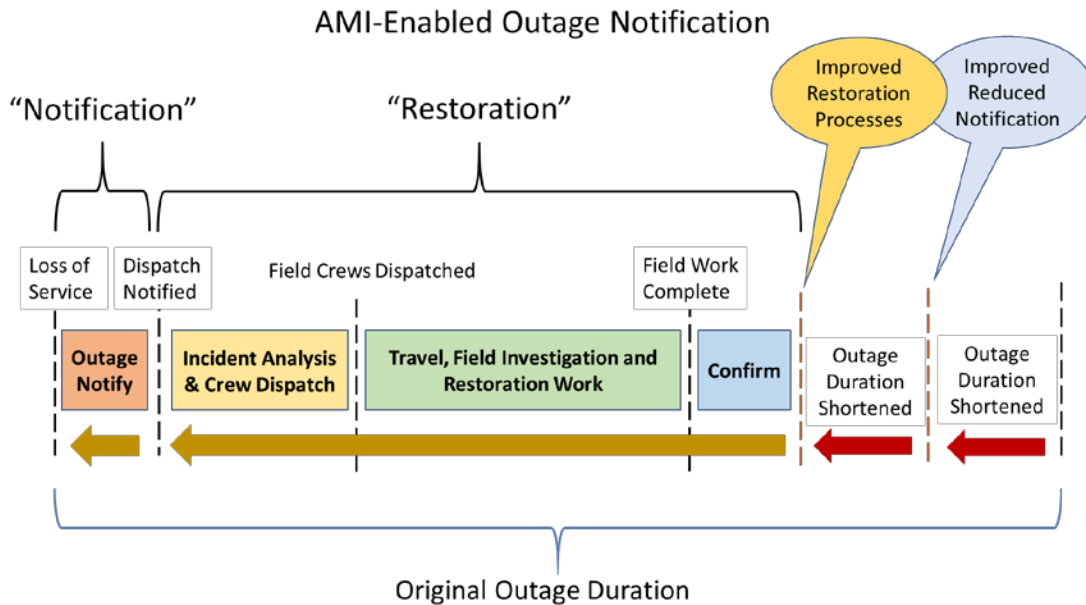 AMI-Enabled Outage Notification
Improved
Restoration
Processes
Improved
Reduced
Notification
“Notification”
“Restoration”
Loss of
Service
Dispatch
Notified
Field Crews Dispatched
Field Work
Complete
Outage
Notify
Incident Analysis
& Crew Dispatch
Travel, Field Investigation and
Restoration Work
Confirm
Outage
Duration
Shortened
Outage
Duration
Shortened
Original Outage Duration